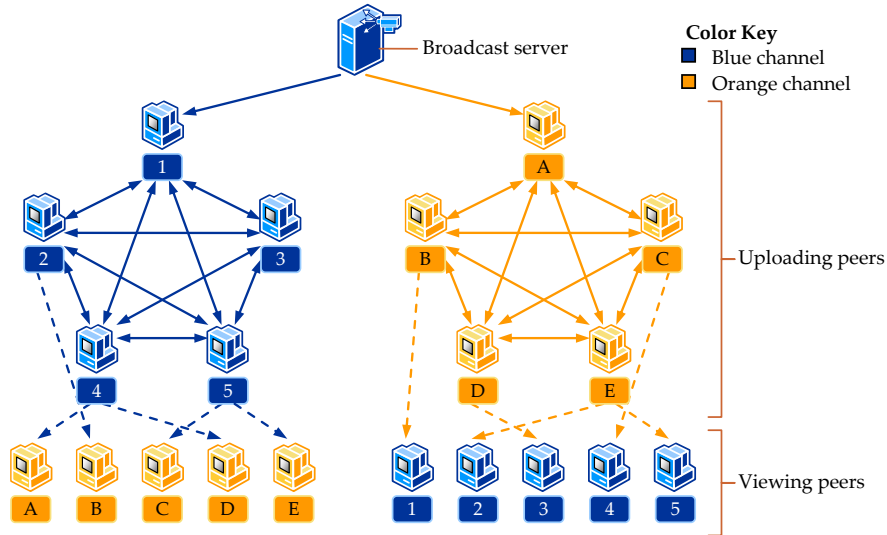 Broadcast server
Color Key
Blue channel
Orange channel
1
A
2
3
B
C
Uploading peers
4
5
D
E
A
B
C
D
E
1
2
3
4
5
Viewing peers